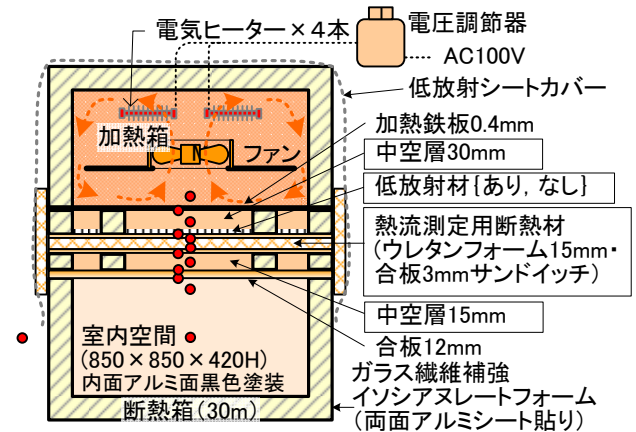 電気ヒーター×4本
電圧調節器
AC100V
低放射シートカバー
加熱箱
ファン
加熱鉄板0.4mm
中空層30mm
低放射材{あり,なし}
熱流測定用断熱材
(ウレタンフォーム15mm・
合板3mmサンドイッチ)
中空層15mm
合板12mm
室内空間
(850×850×420H)
内面アルミ面黒色塗装
断熱箱(30m)
ガラス繊維補強
イソシアヌレートフォーム
(両面アルミシート貼り)